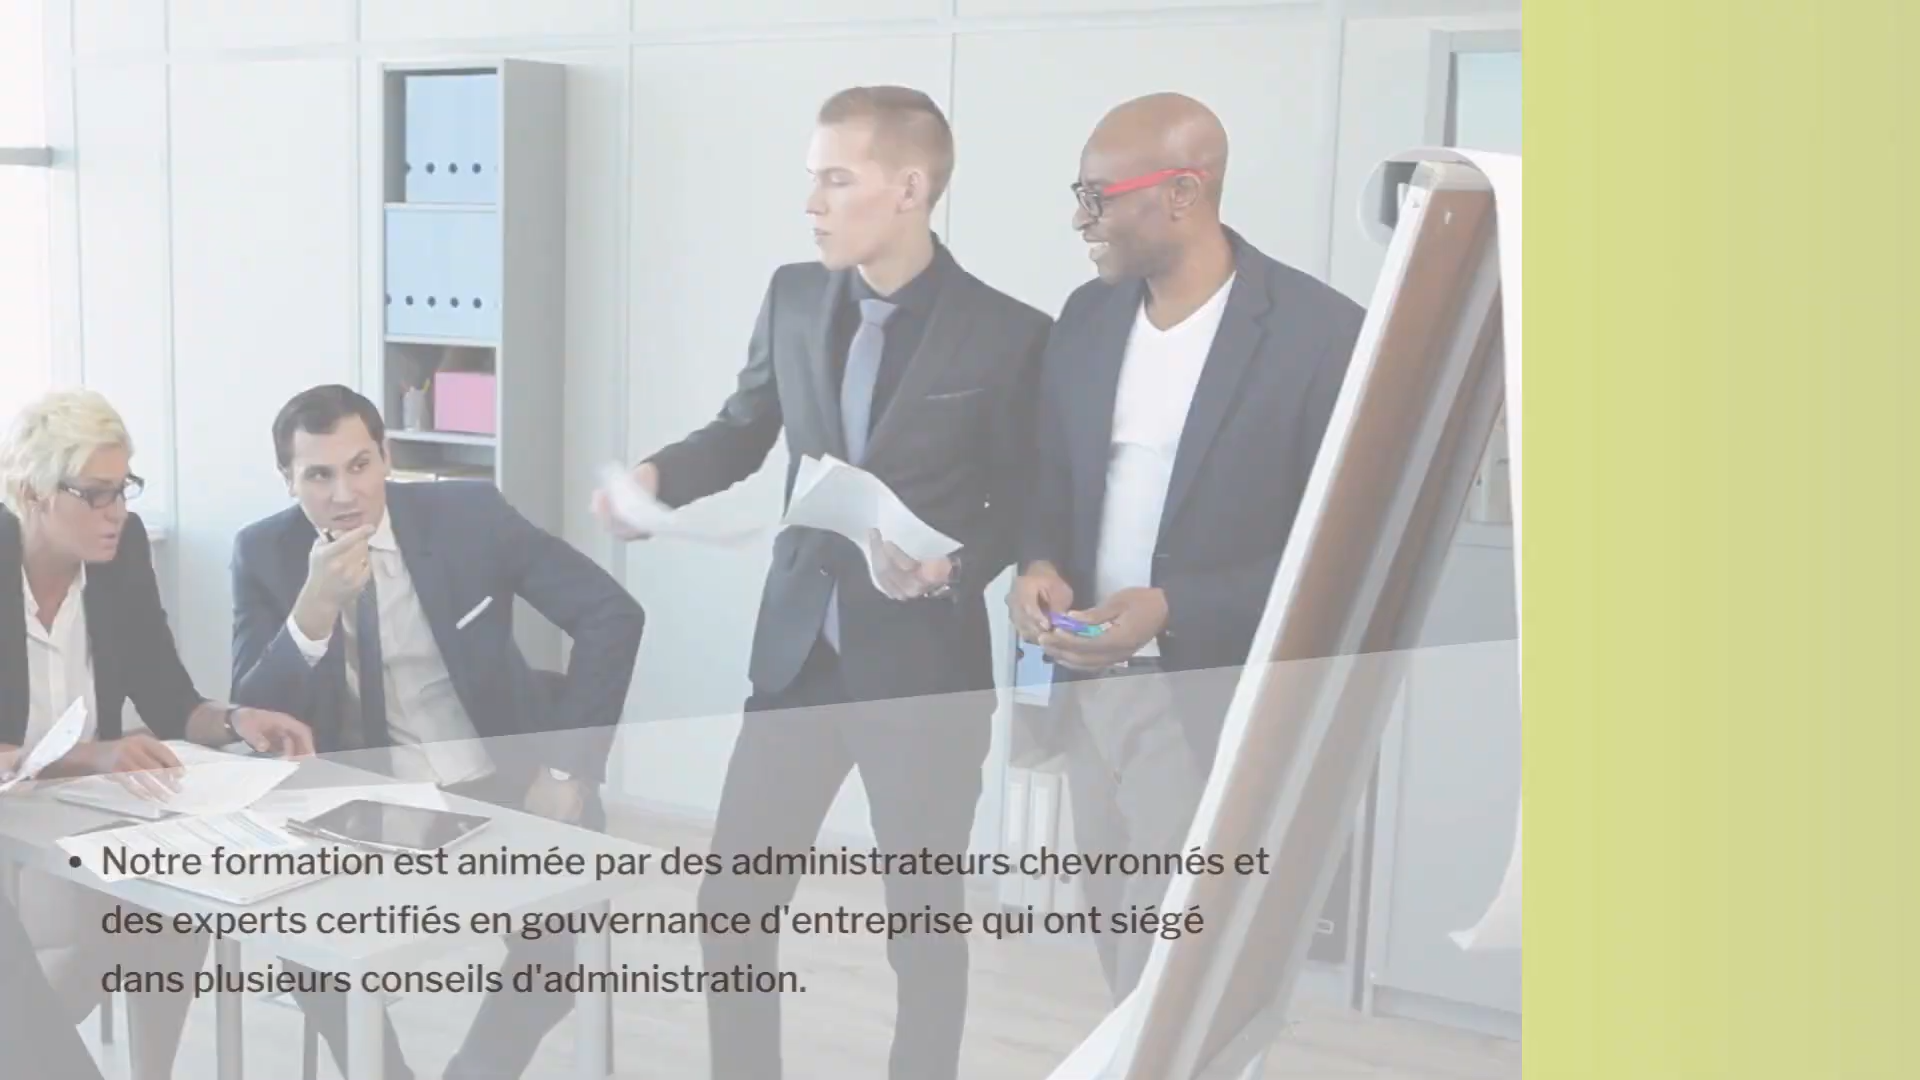 • Notre formation est animée par des administrateurs chevronnés et
des experts certifiés en gouvernance d'entreprise qui ont siégé
dans plusieurs conseils d'administration.